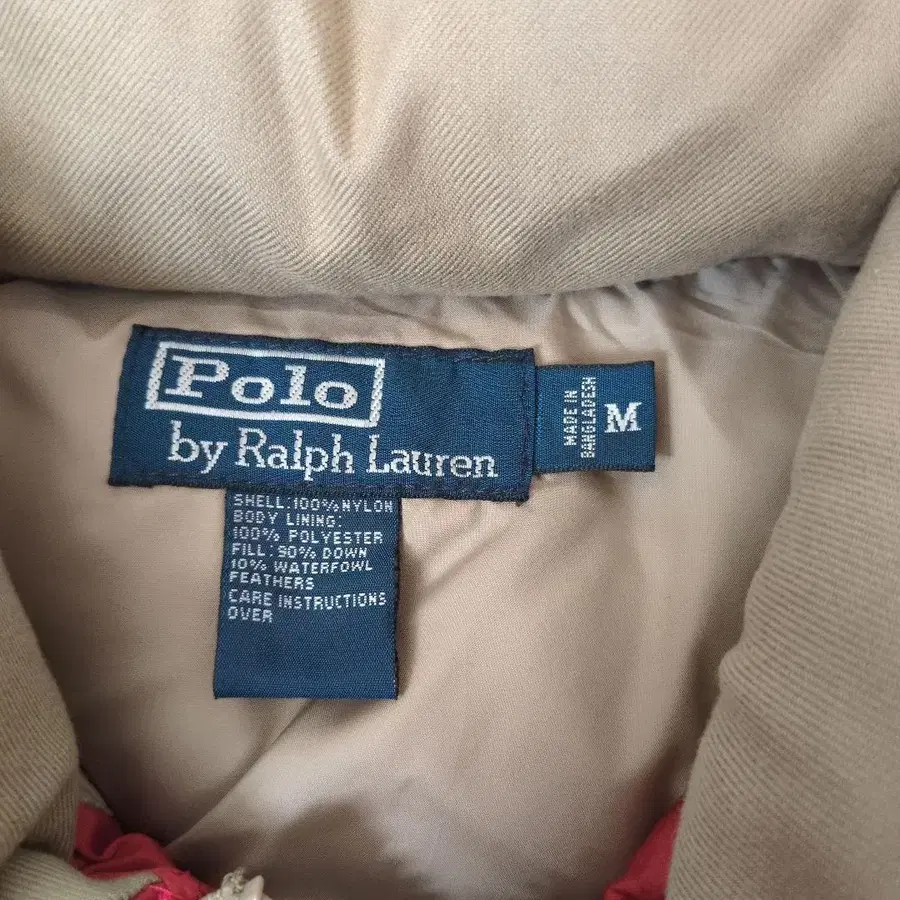 Polo
by Ralph Lauren
MADE IN
BANGLADESH
M
SHELL:100% NYLON
BODY LINING:
100% POLYESTER
FILL: 90% DOWN
10% WATERFOWL
FEATHERS
CARE INSTRUCTIONS
OVER